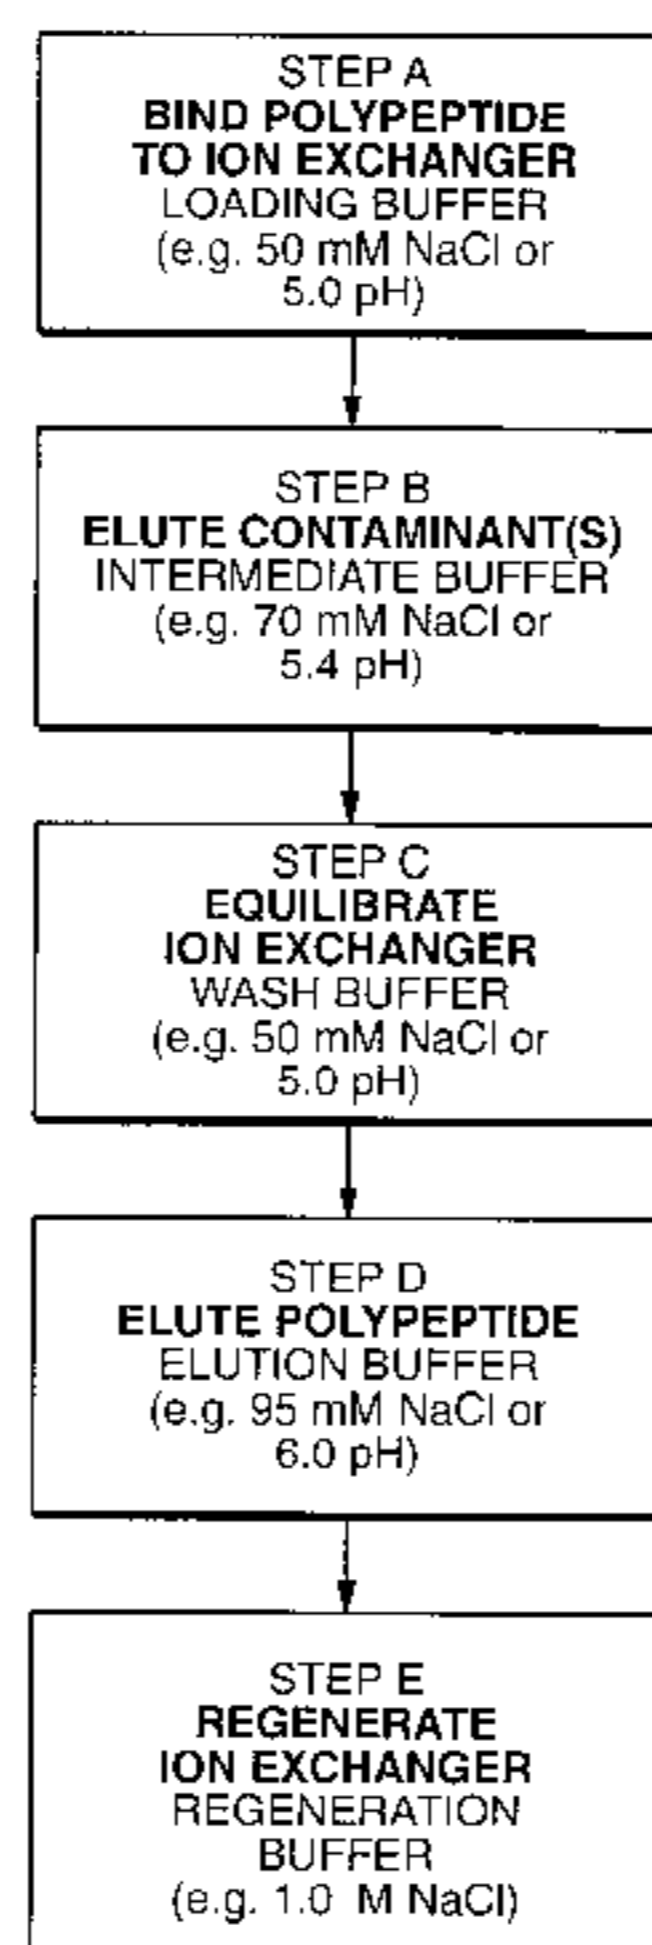 STEP A
BIND POLYPEPTIDE
TO ION EXCHANGER
LOADING BUFFER
(e.g. 50 mM NaCl or
5.0 pH)
STEP B
ELUTE CONTAMINANT(S)
INTERMEDIATE BUFFER
(e.g. 70 mM NaCl or
5.4 pH)
STEP C
EQUILIBRATE
ION EXCHANGER
WASH BUFFER
(e.g. 50 mM NaCl or
5.0 pH)
STEP D
ELUTE POLYPEPTIDE
ELUTION BUFFER
(e.g. 95 mM NaCl or
6.0 pH)
STEP E
REGENERATE
ION EXCHANGER
REGENERATION
BUFFER
(e.g. 1.0 M NaCl)